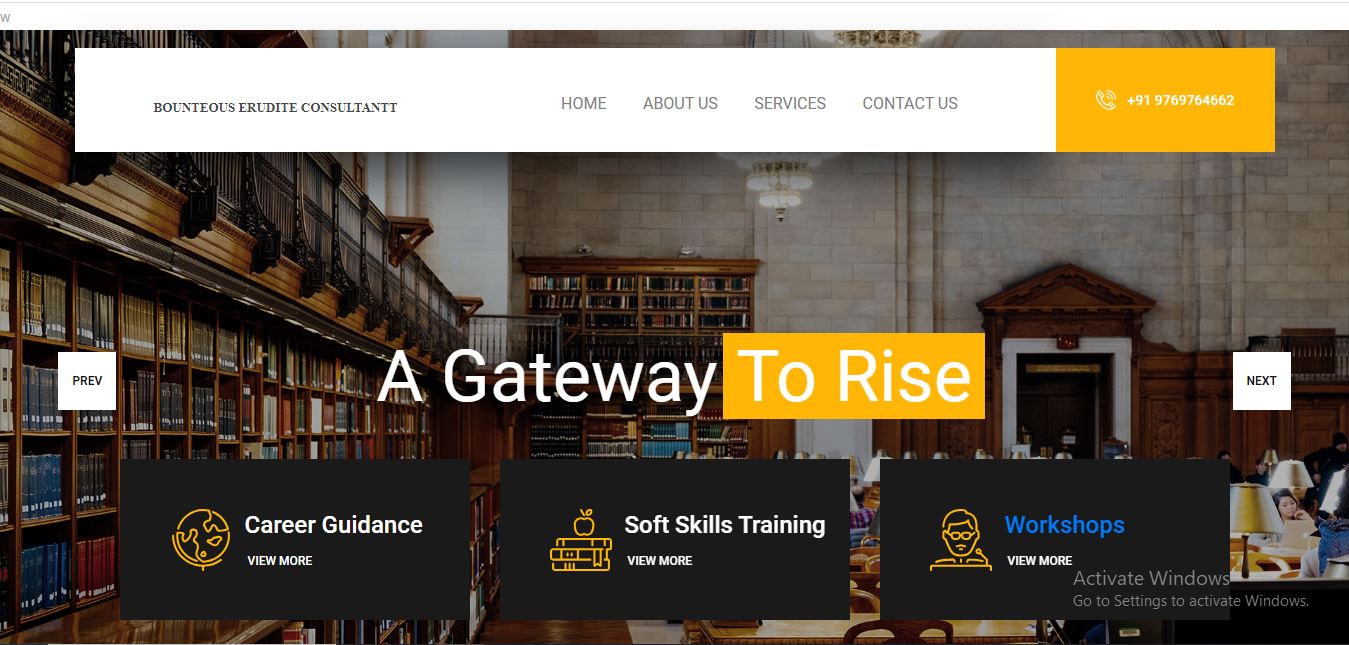 w
BOUNTEOUS ERUDITE CONSULTANTT
HOME ABOUT US SERVICES CONTACT US
+91 9769764662
A Gateway To Rise
PREV
NEXT
Career Guidance
VIEW MORE
Soft Skills Training
VIEW MORE
Workshops
VIEW MORE
Activate Windows
Go to Settings to activate Windows.